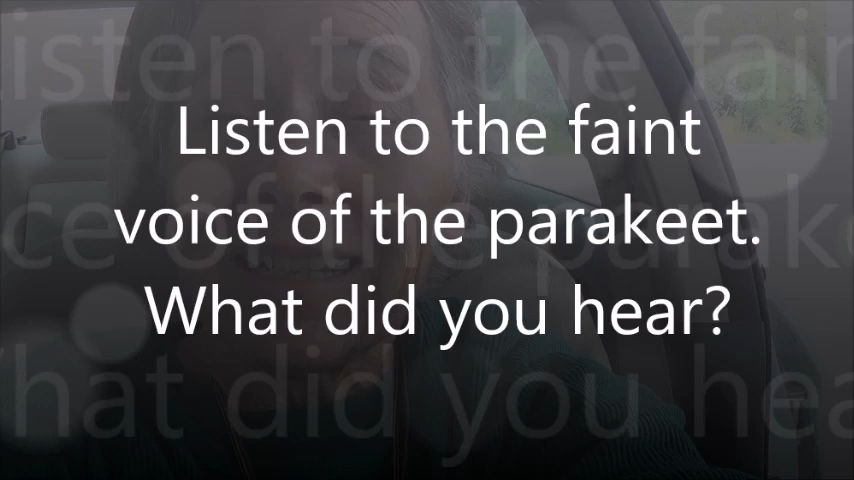 Listen to the faint
voice of the parakeet.
What did you hear?